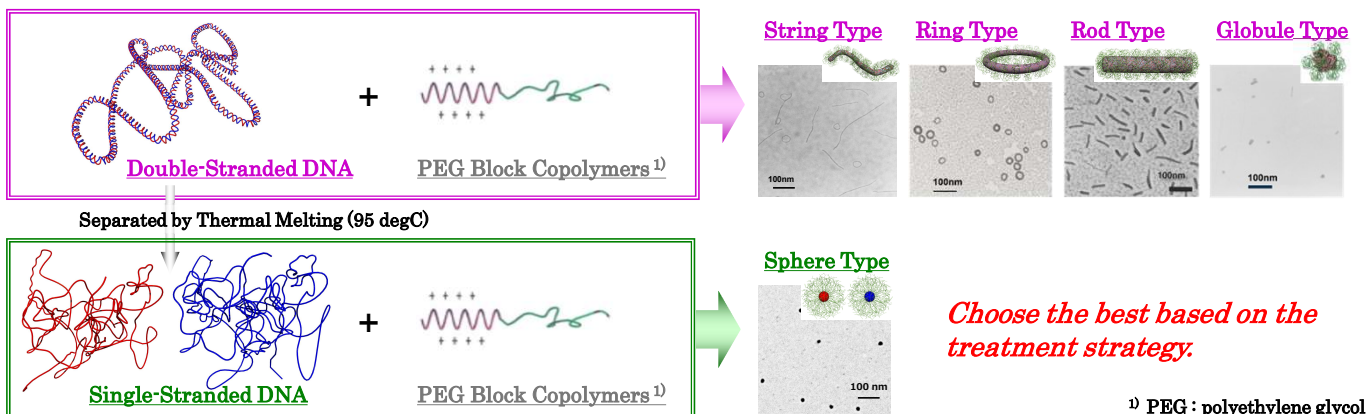 String Type
Ring Type
Rod Type
Globule Type
+ + + +
+
+ + + +
100nm
100nm
100nm
100nm
Double-Stranded DNA
PEG Block Copolymers 1)
Separated by Thermal Melting (95 degC)
Sphere Type
+ + + +
+
+ + + +
Choose the best based on the
treatment strategy.
100 nm
Single-Stranded DNA
PEG Block Copolymers 1)
1) PEG : polyethylene glycol